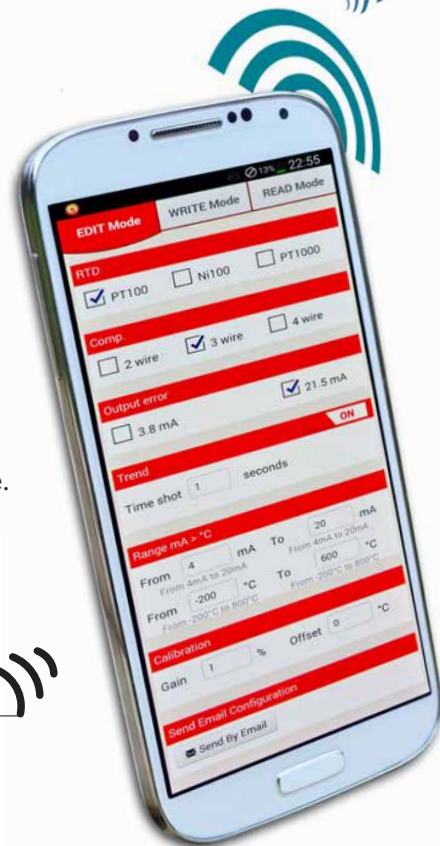 13% 22:55
EDIT Mode WRITE Mode READ Mode
RTD
PT100 Ni100 PT1000
Comp.
2 wire 3 wire 4 wire
Output error
3.8 mA 21.5 mA
Trend ON
Time shot 1 seconds
Range mA > °C
From 4 mA To 20 mA
From 4mA to 20mA From 4mA to 20mA
From -200 °C To 600 °C
From -200°C to 800°C From -200°C to 800°C
Calibration
Gain 1 % Offset 0 °C
Send Email Configuration
Send By Email